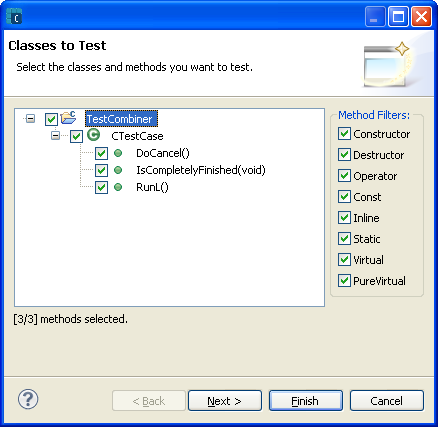 Classes to Test
Select the classes and methods you want to test.
TestCombiner
CTestCase
DoCancel()
IsCompletelyFinished(void)
RunL()
Method Filters:
Constructor
Destructor
Operator
Const
Inline
Static
Virtual
PureVirtual
[3/3] methods selected.
< Back
Next >
Finish
Cancel